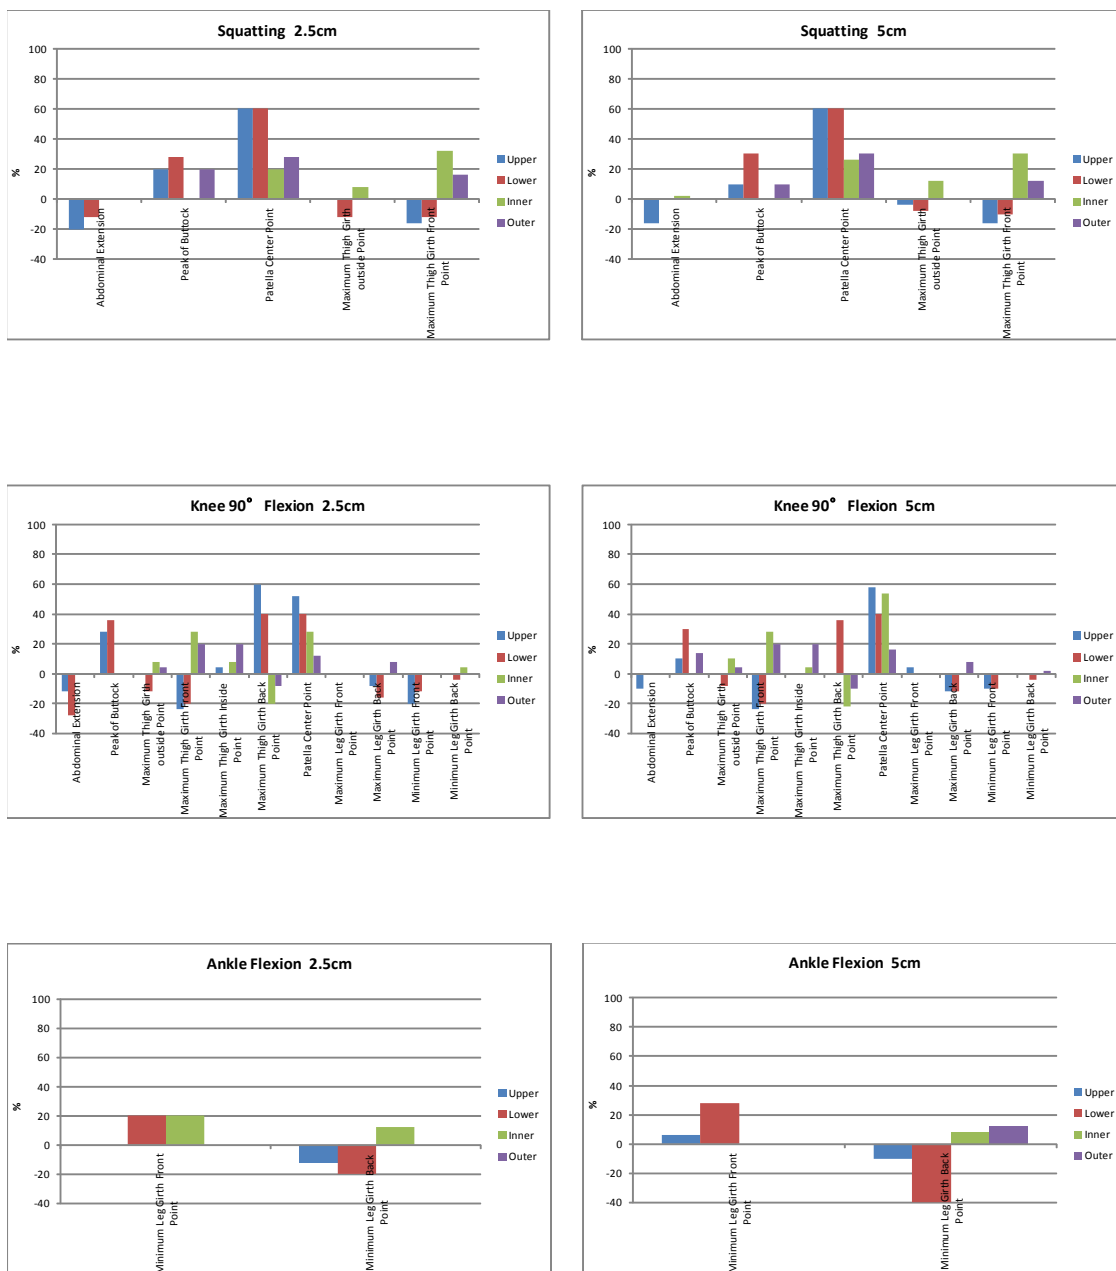 Squatting 2.5cm
100
80
60
40
20
0
-20
-40
%
Abdominal Extension
Peak of Buttock
Patella Center Point
Maximum Thigh Girth
outside Point
Maximum Thigh Girth Front
Point
Upper
Lower
Inner
Outer
Squatting 5cm
100
80
60
40
20
0
-20
-40
%
Abdominal Extension
Peak of Buttock
Patella Center Point
Maximum Thigh Girth
outside Point
Maximum Thigh Girth Front
Point
Upper
Lower
Inner
Outer
Knee 90° Flexion 2.5cm
100
80
60
40
20
0
-20
-40
%
Abdominal Extension
Peak of Buttock
Maximum Thigh Girth
outside Point
Maximum Thigh Girth Front
Point
Maximum Thigh Girth Inside
Point
Maximum Thigh Girth Back
Point
Patella Center Point
Maximum Leg Girth Front
Point
Maximum Leg Girth Back
Point
Minimum Leg Girth Front
Point
Minimum Leg Girth Back
Point
Upper
Lower
Inner
Outer
Knee 90° Flexion 5cm
100
80
60
40
20
0
-20
-40
%
Abdominal Extension
Peak of Buttock
Maximum Thigh Girth
outside Point
Maximum Thigh Girth Front
Point
Maximum Thigh Girth Inside
Point
Maximum Thigh Girth Back
Point
Patella Center Point
Maximum Leg Girth Front
Point
Maximum Leg Girth Back
Point
Minimum Leg Girth Front
Point
Minimum Leg Girth Back
Point
Upper
Lower
Inner
Outer
Ankle Flexion 2.5cm
100
80
60
40
20
0
-20
-40
%
Minimum Leg Girth Front
Point
Minimum Leg Girth Back
Point
Upper
Lower
Inner
Outer
Ankle Flexion 5cm
100
80
60
40
20
0
-20
-40
%
Minimum Leg Girth Front
Point
Minimum Leg Girth Back
Point
Upper
Lower
Inner
Outer